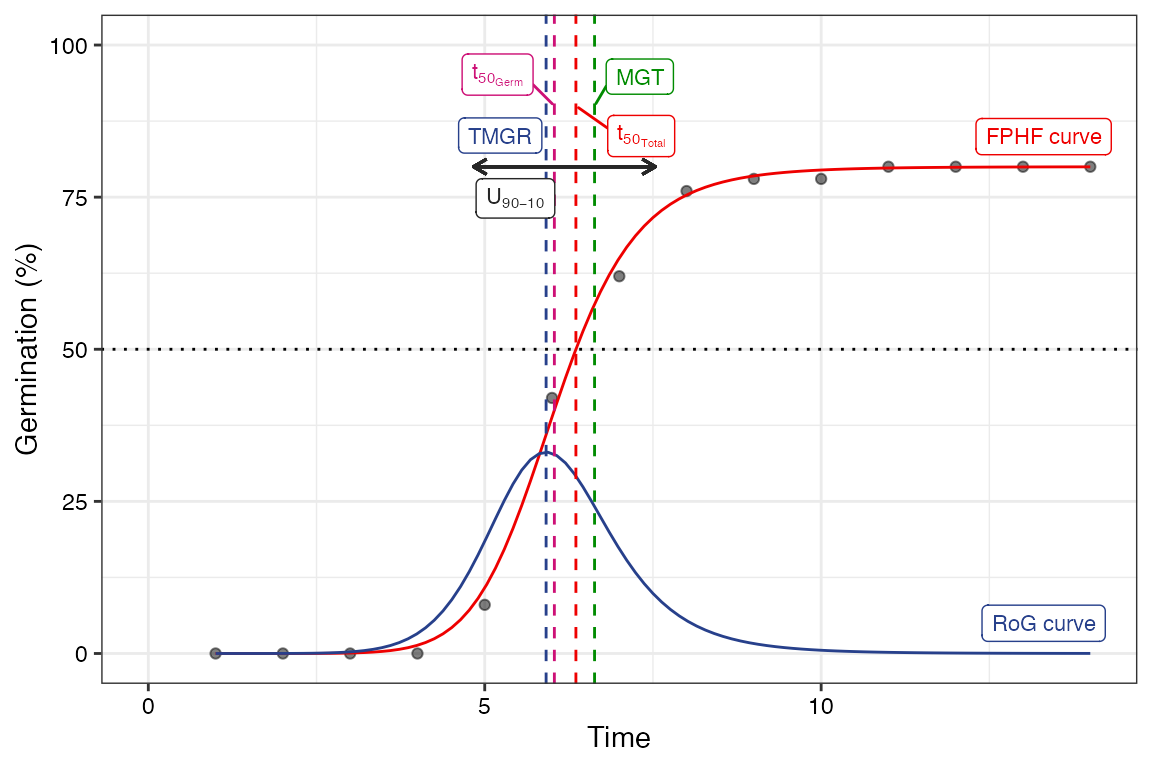 100
75
50
25
0
0
5
10
Germination (%)
Time
t50Germ
MGT
TMGR
t50Total
FPHF curve
U90−10
RoG curve